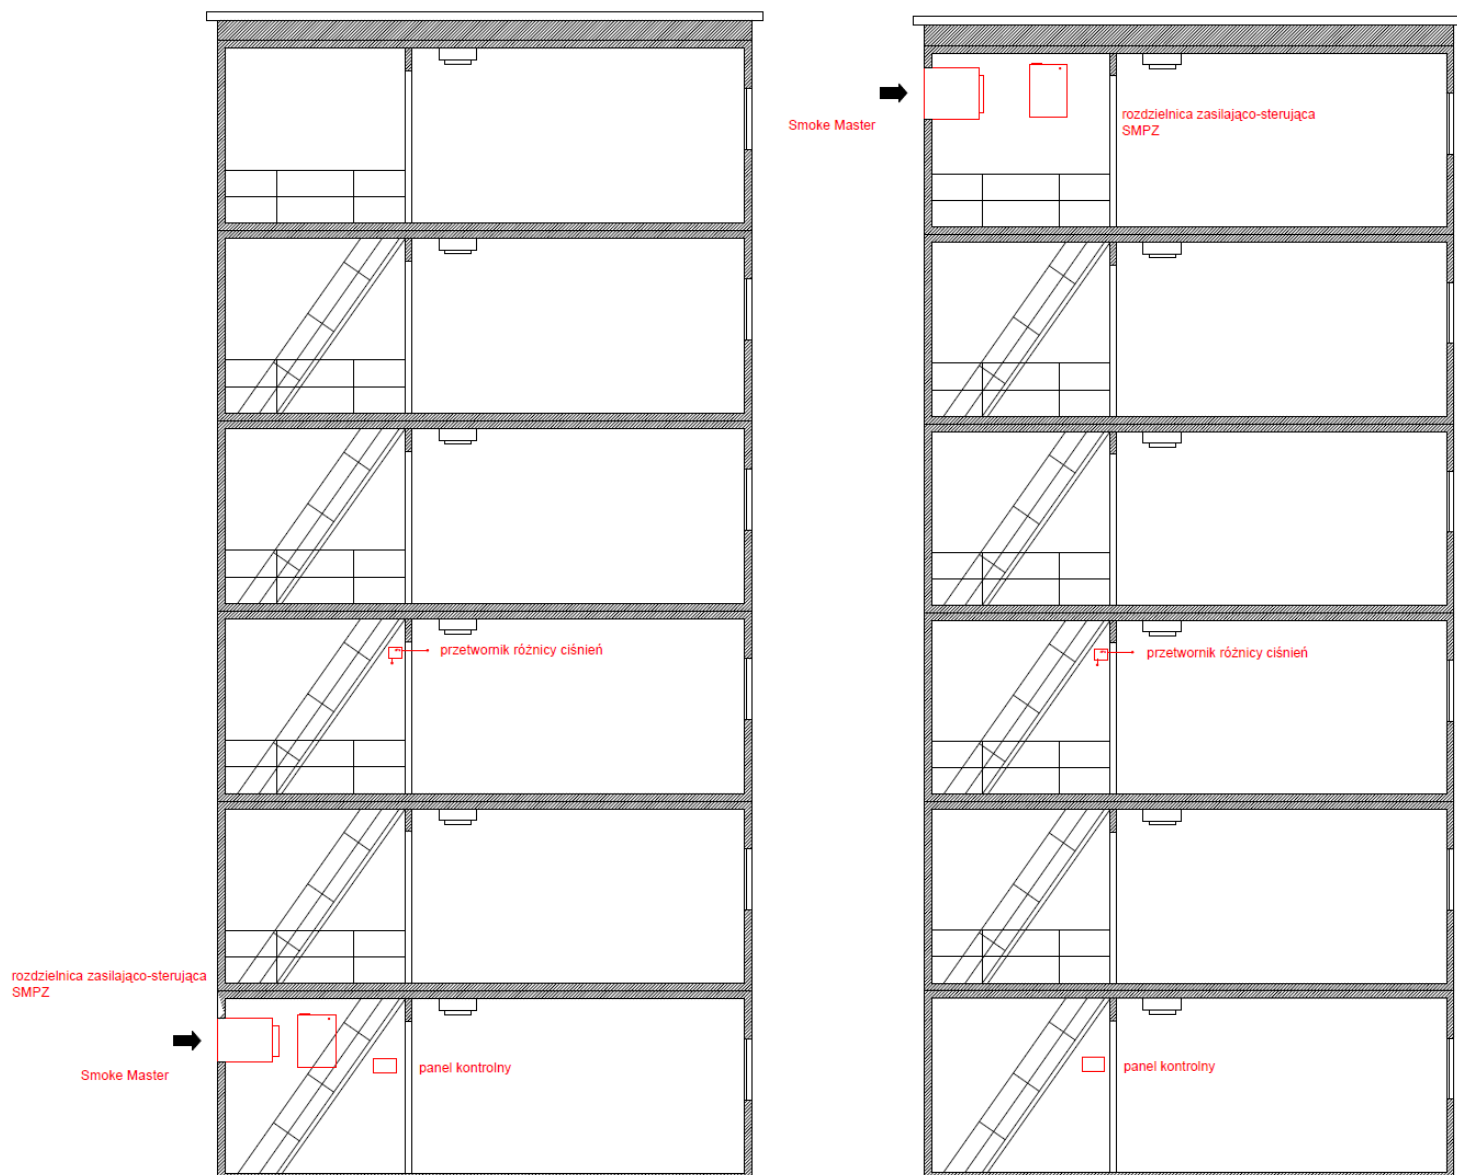 rozdzielnica zasilająco-sterująca
SMPZ
Smoke Master
przetwornik różnicy ciśnień
przetwornik różnicy ciśnień
rozdzielnica zasilająco-sterująca
SMPZ
Smoke Master
panel kontrolny
panel kontrolny